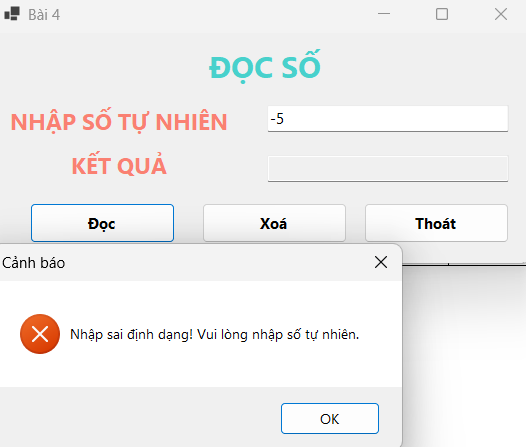 Bài 4
ĐỌC SỐ
NHẬP SỐ TỰ NHIÊN
-5
KẾT QUẢ
Đọc
Xoá
Thoát
Cảnh báo
Nhập sai định dạng! Vui lòng nhập số tự nhiên.
OK